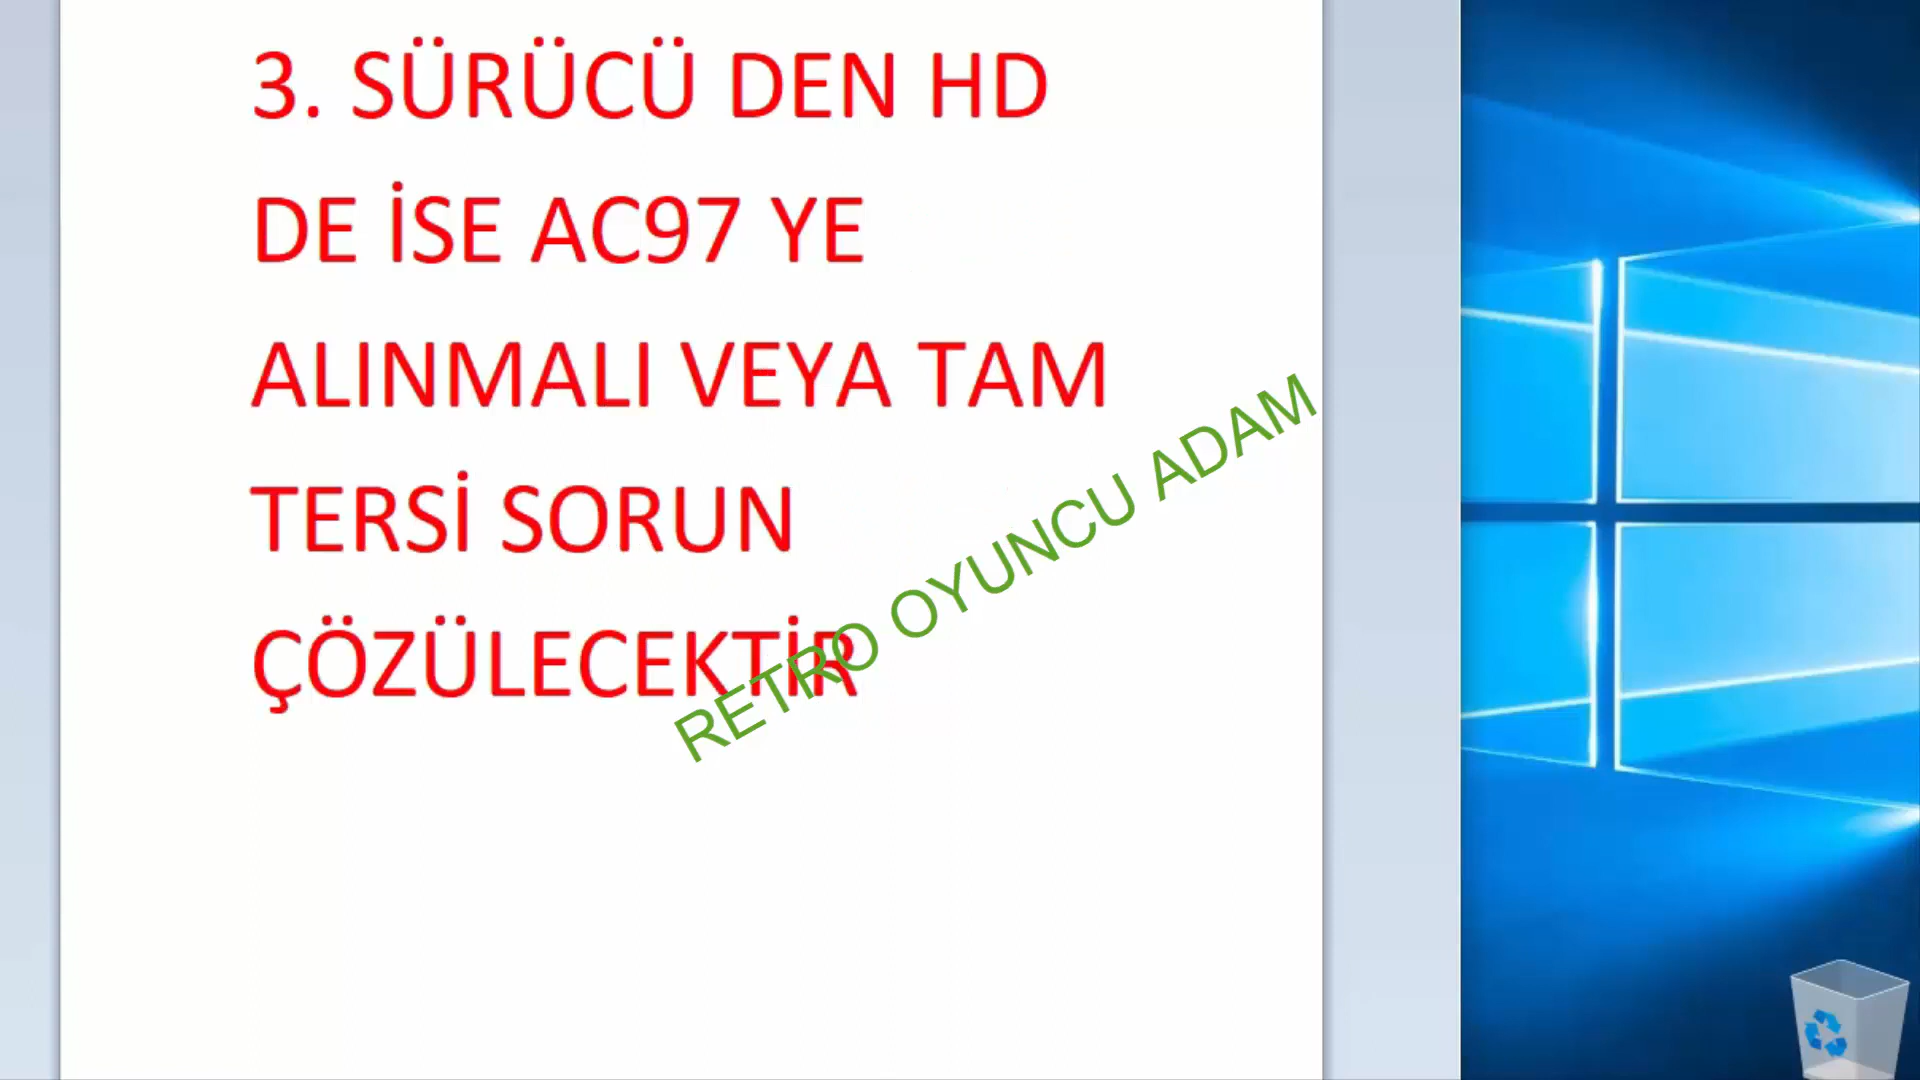 3. SÜRÜCÜ DEN HD
DE İSE AC97 YE
ALINMALI VEYA TAM
TERSİ SORUN
ÇÖZÜLECEKTİR
RETRO OYUNCU ADAM